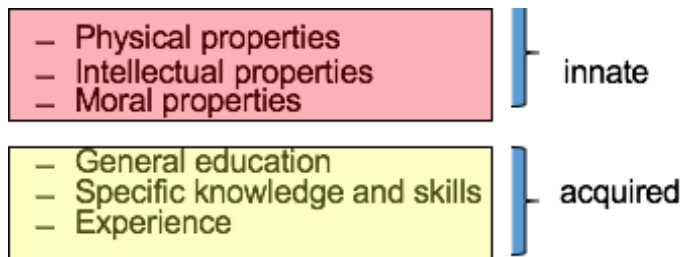 – Physical properties
– Intellectual properties
– Moral properties
innate
– General education
– Specific knowledge and skills
– Experience
acquired